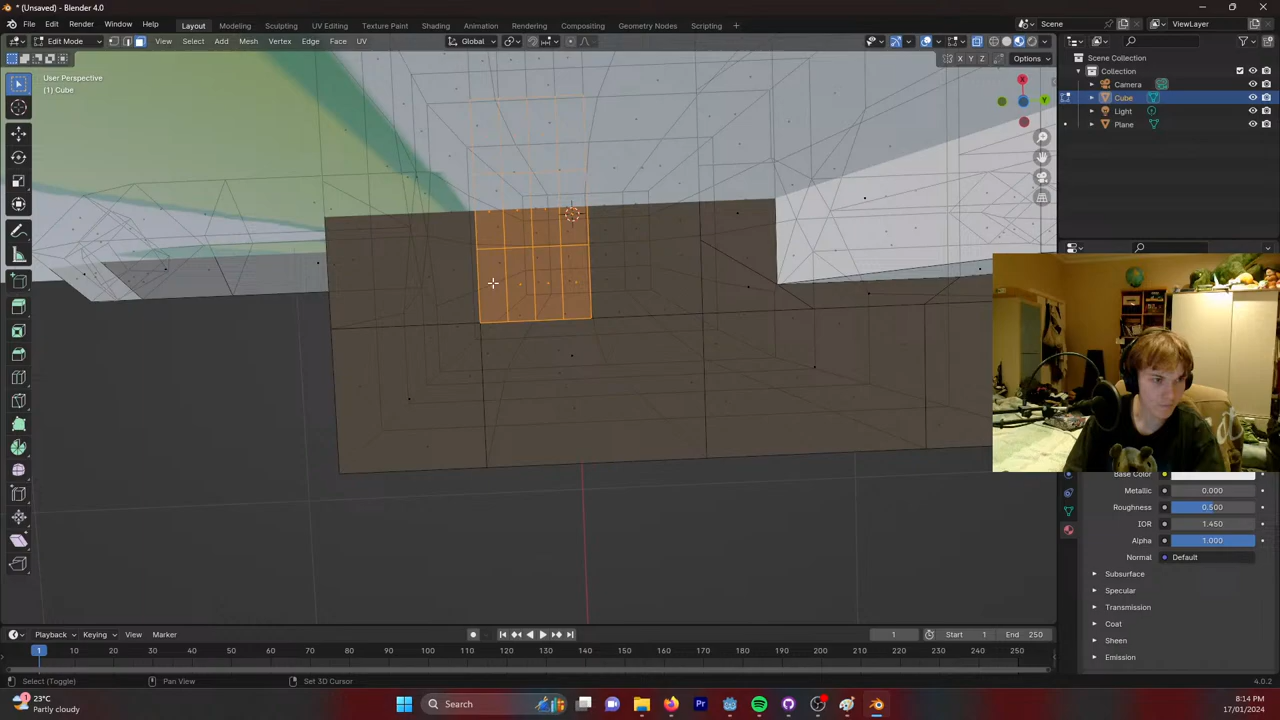 * (Unsaved) - Blender 4.0
File Edit Render Window Help Layout Modeling Sculpting UV Editing Texture Paint Shading Animation Rendering Compositing Geometry Nodes Scripting + Scene ViewLayer
Edit Mode View Select Add Mesh Vertex Edge Face UV Global
X Y Z Options
User Perspective
(1) Cube
Scene Collection
Collection
Camera
Cube
Light
Plane
X
Y
Base Color
Metallic 0.000
Roughness 0.500
IOR 1.450
Alpha 1.000
Normal Default
Subsurface
Specular
Transmission
Coat
Sheen
Emission
Playback Keying View Marker 1 Start 1 End 250
1 10 20 30 40 50 60 70 80 90 100 110 120 130 140 150 160 170 180 190 200 210 220 230 240 250
Select (Toggle) Pan View Set 3D Cursor 4.0.2
23°C
Partly cloudy
Search
8:14 PM
17/01/2024